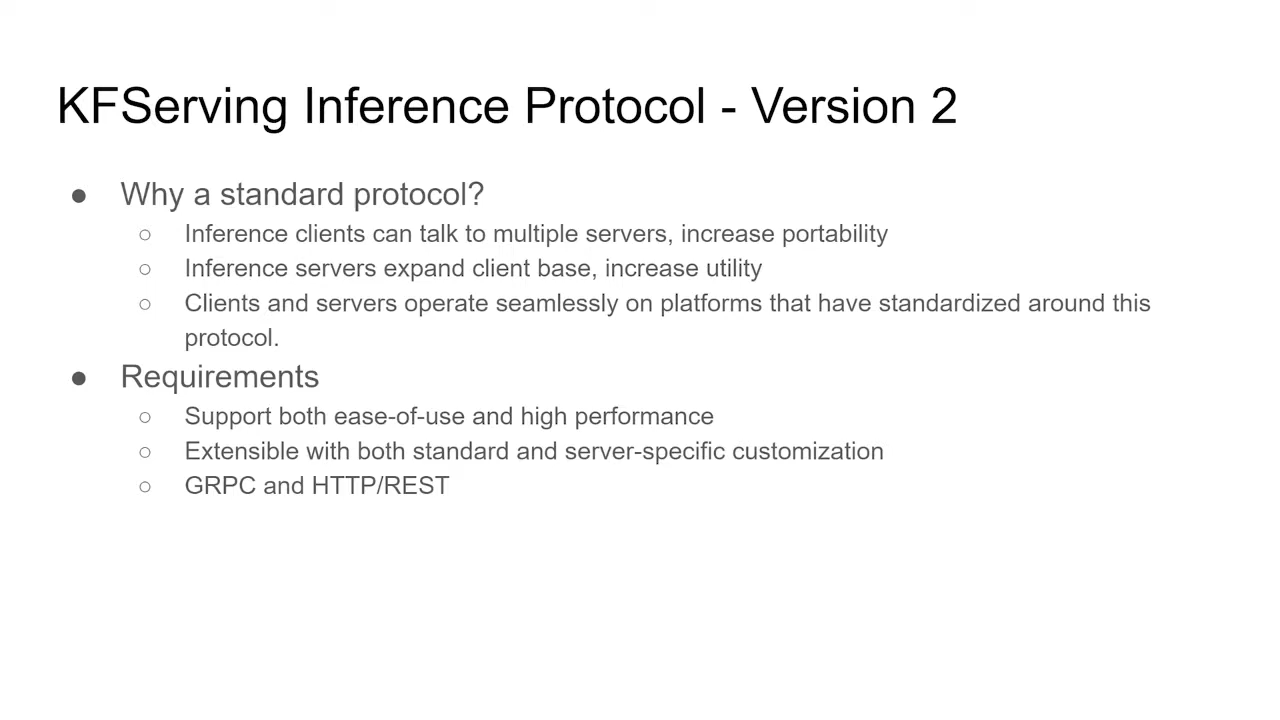 KFServing Inference Protocol - Version 2
● Why a standard protocol?
○ Inference clients can talk to multiple servers, increase portability
○ Inference servers expand client base, increase utility
○ Clients and servers operate seamlessly on platforms that have standardized around this
protocol.
● Requirements
○ Support both ease-of-use and high performance
○ Extensible with both standard and server-specific customization
○ GRPC and HTTP/REST